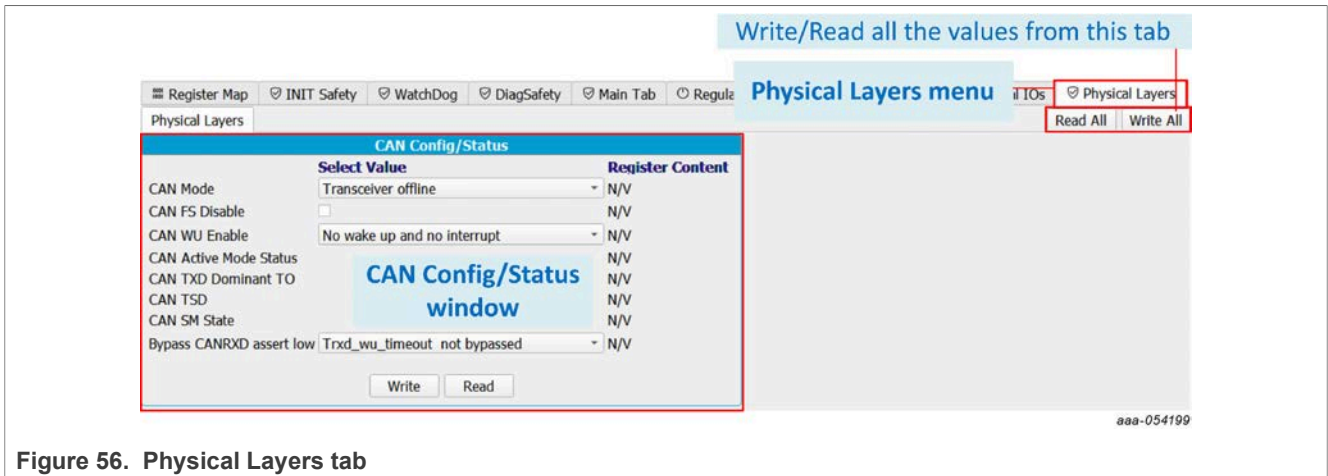 Write/Read all the values from this tab
Register Map INIT Safety WatchDog DiagSafety Main Tab Regula Physical Layers menu l IOs Physical Layers
Physical Layers Read All Write All
CAN Config/Status
Select Value Register Content
CAN Mode Transceiver offline N/V
CAN FS Disable N/V
CAN WU Enable No wake up and no interrupt N/V
CAN Active Mode Status N/V
CAN TXD Dominant TO N/V
CAN TSD N/V
CAN SM State N/V
CAN Config/Status
window
Bypass CANRXD assert low Trxd_wu_timeout not bypassed N/V
Write Read
aaa-054199
Figure 56. Physical Layers tab